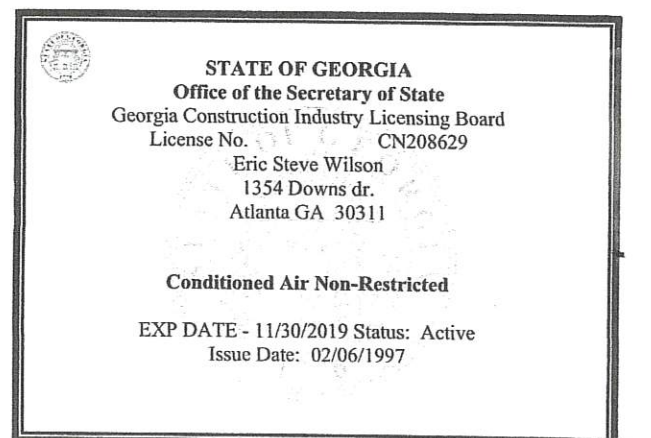 STATE OF GEORGIA
Office of the Secretary of State
Georgia Construction Industry Licensing Board
License No. CN208629
Eric Steve Wilson
1354 Downs dr.
Atlanta GA 30311
Conditioned Air Non-Restricted
EXP DATE - 11/30/2019 Status: Active
Issue Date: 02/06/1997